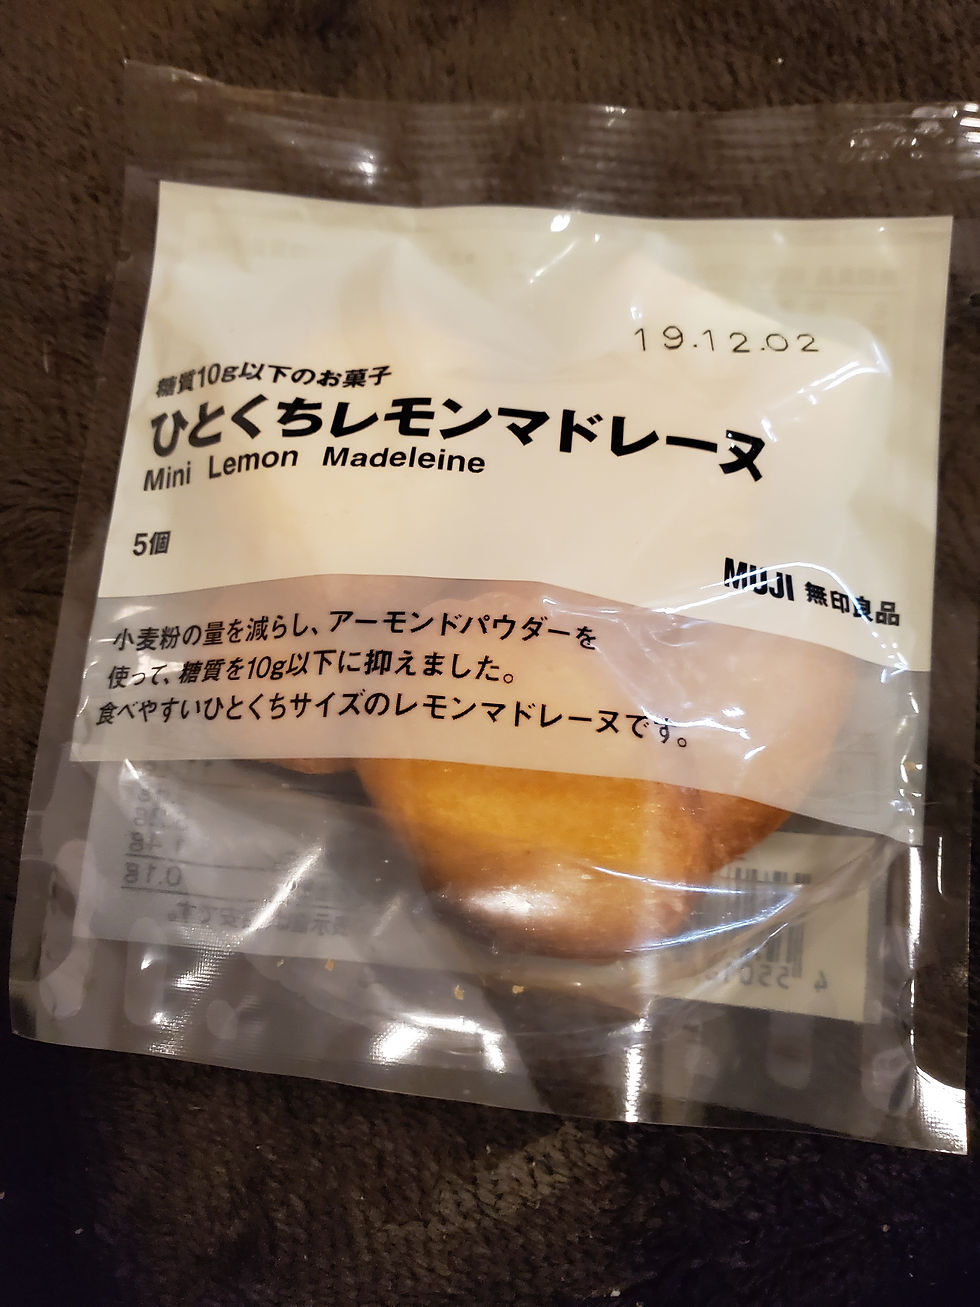 19.12.02
糖質10g以下のお菓子
ひとくちレモンマドレーヌ
Mini Lemon Madeleine
5個
MUJI 無印良品
小麦粉の量を減らし、アーモンドパウダーを
使って、糖質を10g以下に抑えました。
食べやすいひとくちサイズのレモンマドレーヌです。
1.4g
0.1g